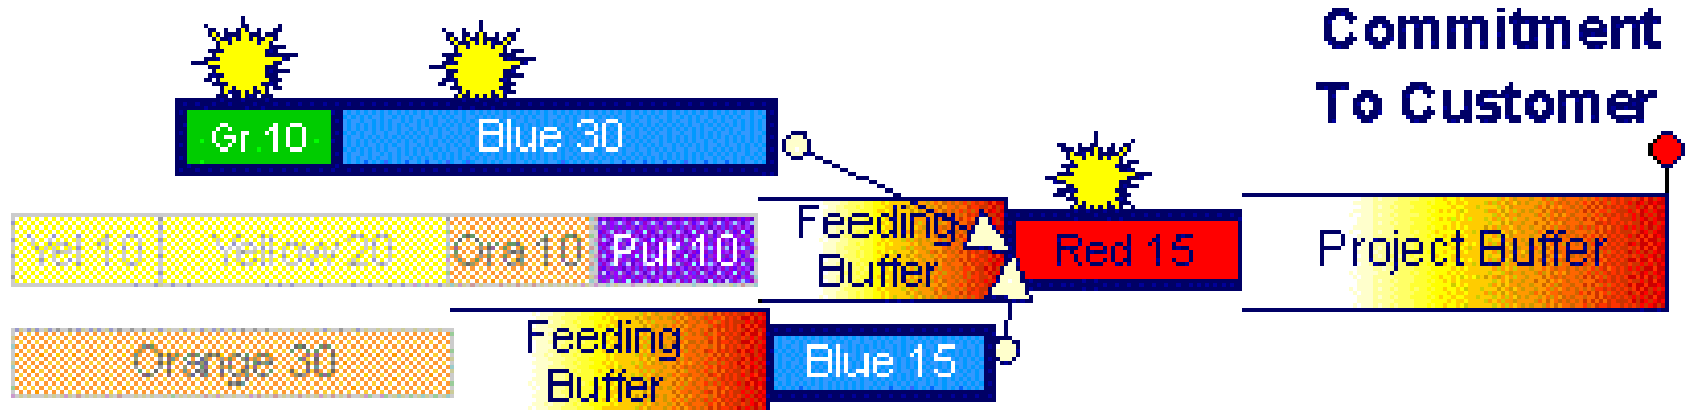 Commitment
To Customer
Gr 10
Blue 30
Yel 10
Yellow 20
Ora 10
Pur 10
Feeding
Buffer
Red 15
Project Buffer
Orange 30
Feeding
Buffer
Blue 15